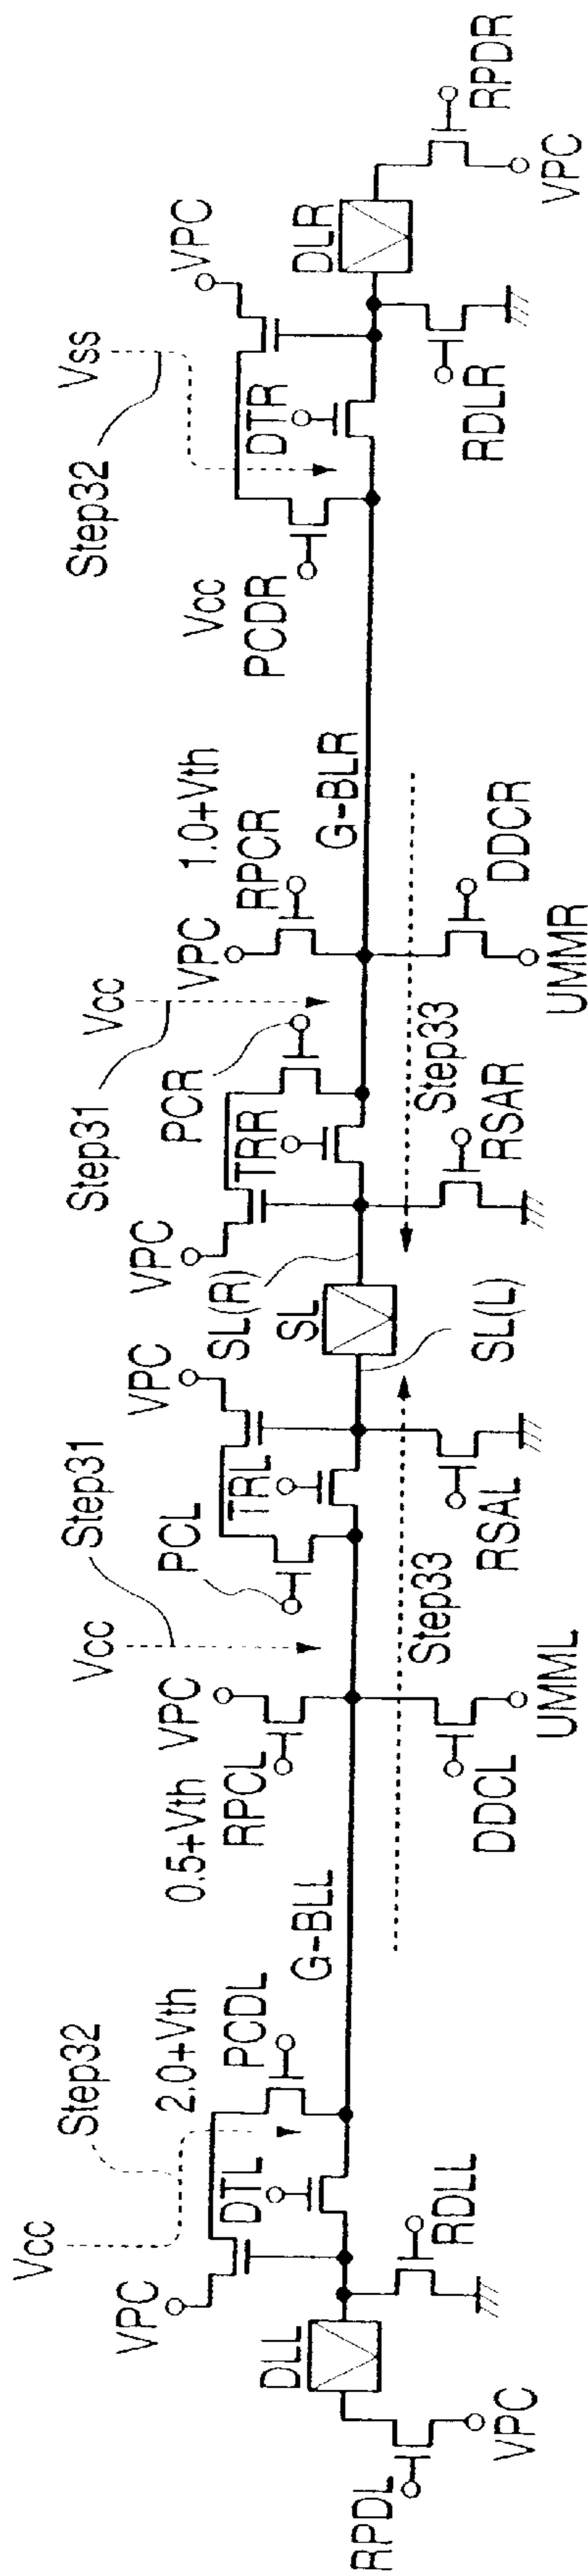 Step32
Vcc
2.0+Vth
VPC
PCDL
DTL
DLL
RDLL
RPDL
VPC
G-BLL
0.5+Vth
RPCL
VPC
DDCL
UMML
Step31
Vcc
PCL
TRL
VPC
Step33
RSAL
SL(L)
SL
SL(R)
VPC
Step31
Vcc
PCR
TRR
Step33
RSAR
VPC
RPCR
1.0+Vth
DDCR
UMMR
G-BLR
Step32
Vss
Vcc
PCDR
DTR
VPC
RDLR
DLR
RPDR
VPC